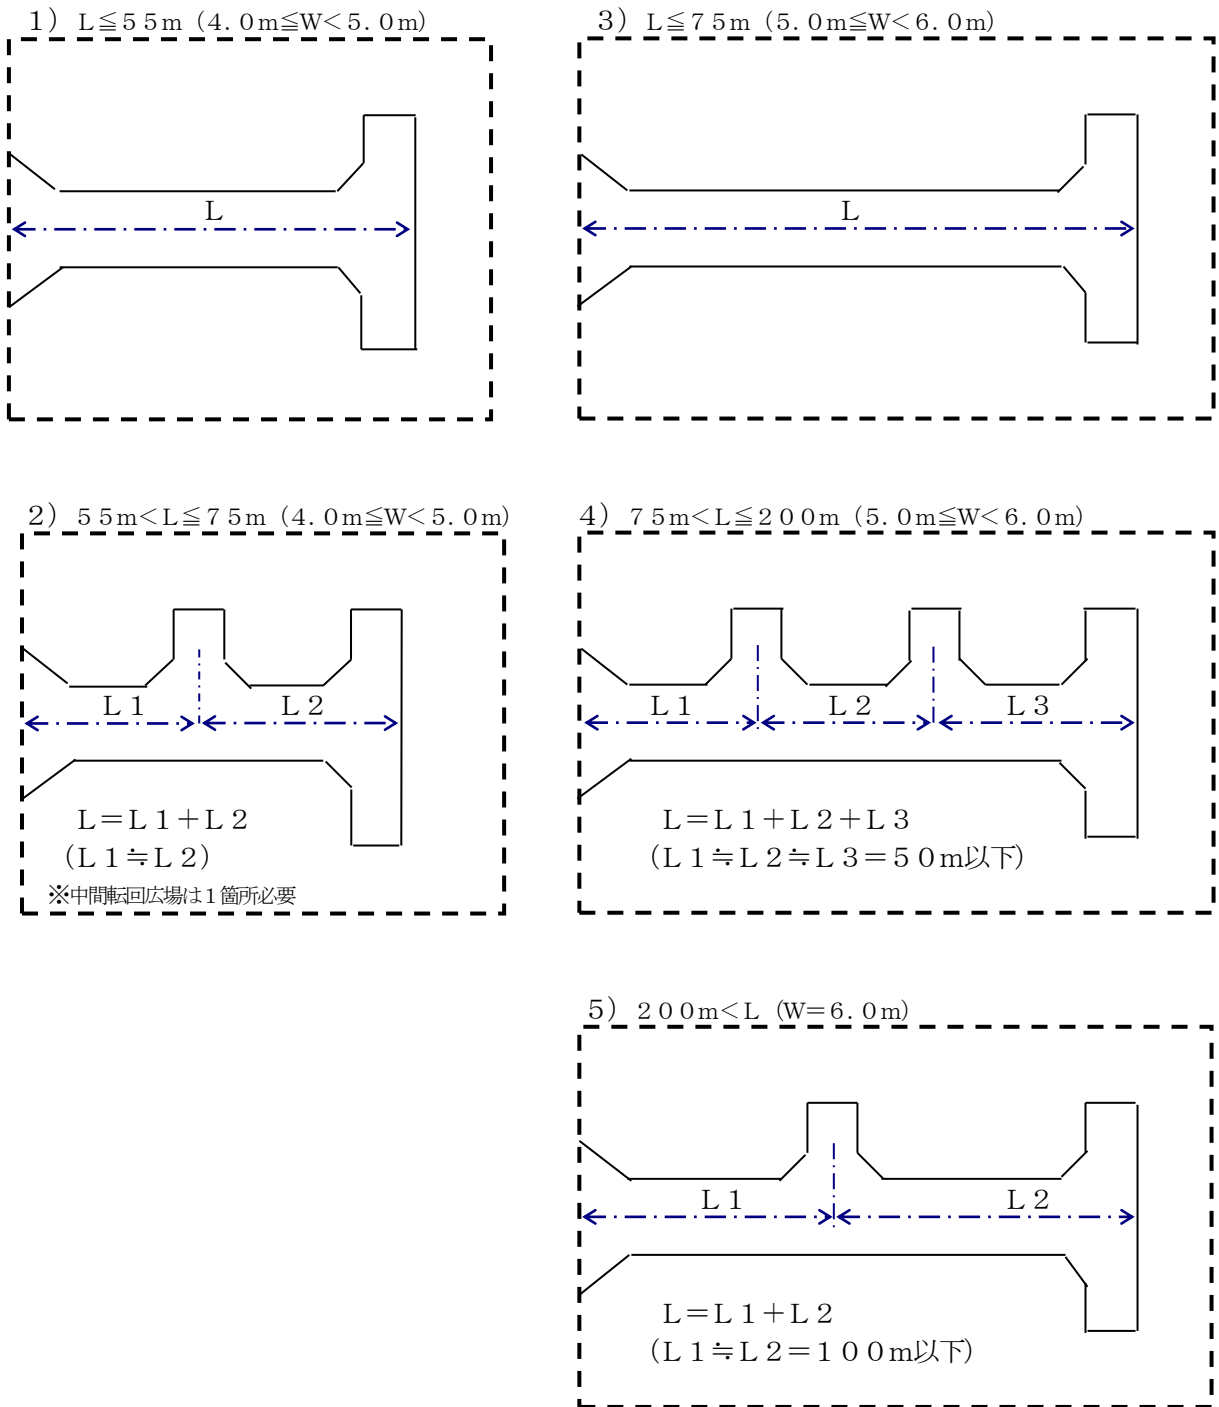 １）Ｌ≦５５ｍ（４．０ｍ≦Ｗ＜５．０ｍ）
Ｌ
３）Ｌ≦７５ｍ（５．０ｍ≦Ｗ＜６．０ｍ）
Ｌ
２）５５ｍ＜Ｌ≦７５ｍ（４．０ｍ≦Ｗ＜５．０ｍ）
Ｌ１
Ｌ２
Ｌ＝Ｌ１＋Ｌ２
（Ｌ１≒Ｌ２）
※中間転回広場は１箇所必要
４）７５ｍ＜Ｌ≦２００ｍ（５．０ｍ≦Ｗ＜６．０ｍ）
Ｌ１
Ｌ２
Ｌ３
Ｌ＝Ｌ１＋Ｌ２＋Ｌ３
（Ｌ１≒Ｌ２≒Ｌ３＝５０ｍ以下）
５）２００ｍ＜Ｌ（Ｗ＝６．０ｍ）
Ｌ１
Ｌ２
Ｌ＝Ｌ１＋Ｌ２
（Ｌ１≒Ｌ２＝１００ｍ以下）